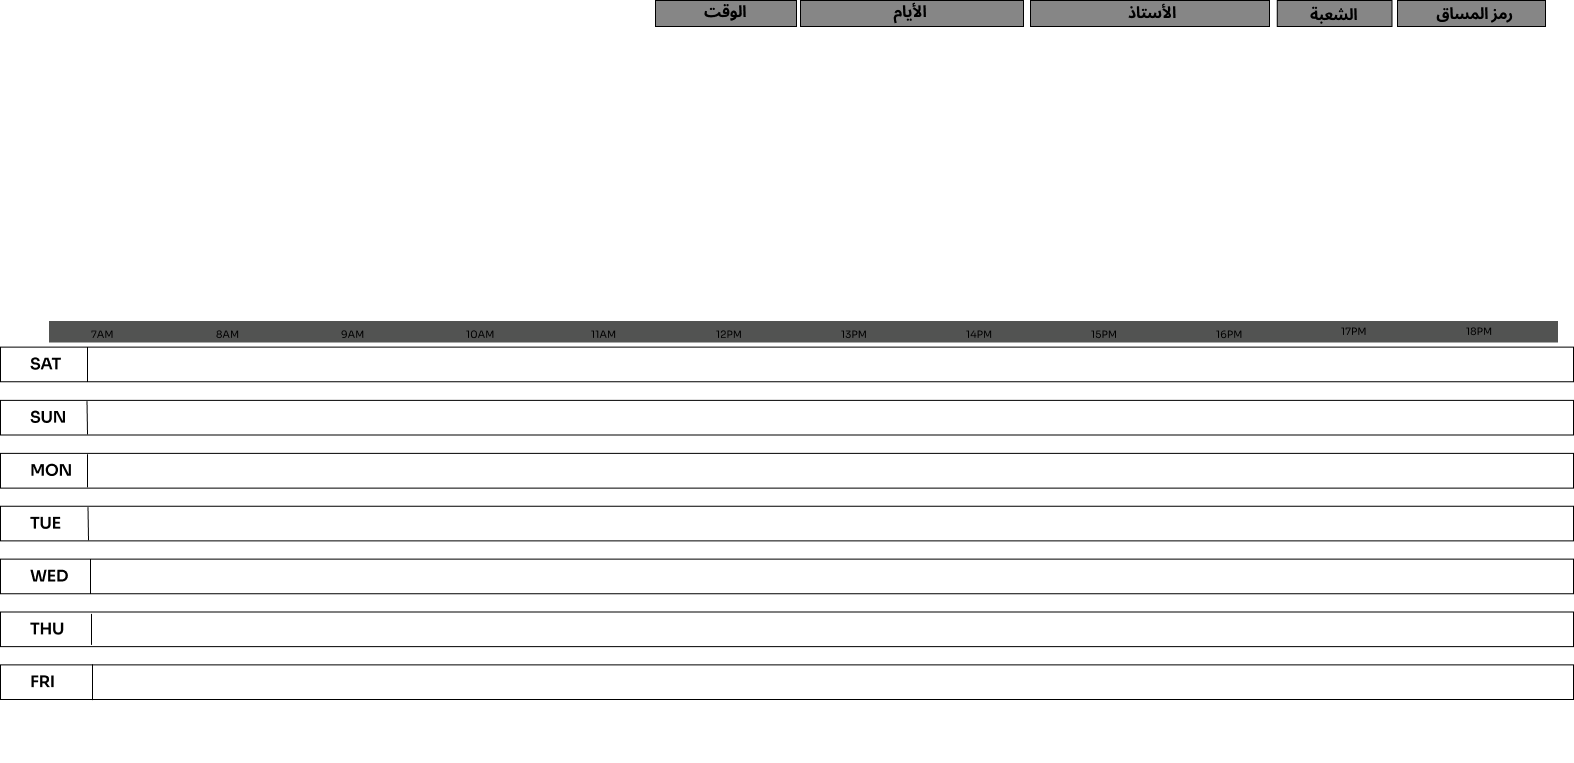 رمز المساق الشعبة الأستاذ الأيام الوقت
7AM 8AM 9AM 10AM 11AM 12PM 13PM 14PM 15PM 16PM 17PM 18PM
SAT
SUN
MON
TUE
WED
THU
FRI